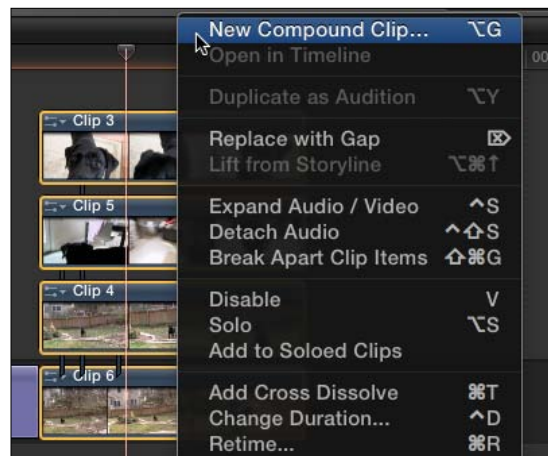 New Compound Clip... ⌥G
Open in Timeline
00
Duplicate as Audition ⌥Y
Clip 3
Replace with Gap ⌦
Lift from Storyline ⌥⌘↑
Clip 5
Expand Audio / Video ^S
Detach Audio ^⇧S
Break Apart Clip Items ⇧⌘G
Clip 4
Disable V
Solo ⌥S
Add to Soloed Clips
Clip 6
Add Cross Dissolve ⌘T
Change Duration... ^D
Retime... ⌘R